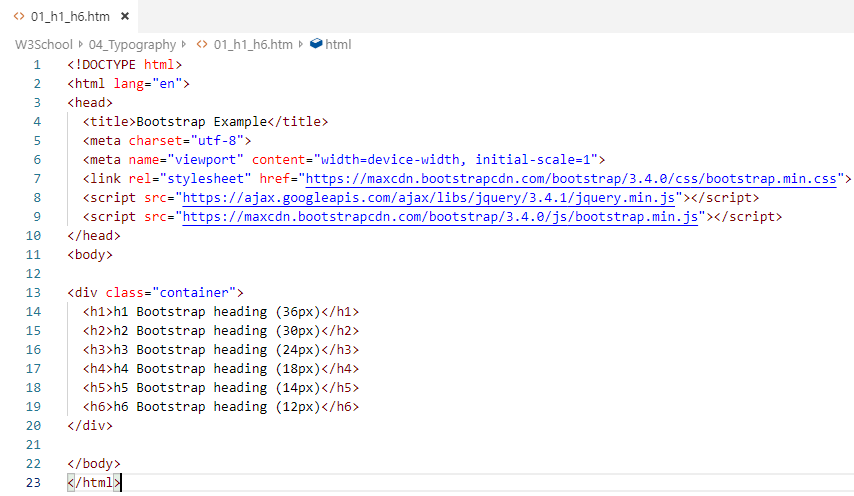 <> 01_h1_h6.htm ×
W3School > 04_Typography > <> 01_h1_h6.htm > html
1 <!DOCTYPE html>
2 <html lang="en">
3 <head>
4   <title>Bootstrap Example</title>
5   <meta charset="utf-8">
6   <meta name="viewport" content="width=device-width, initial-scale=1">
7   <link rel="stylesheet" href="https://maxcdn.bootstrapcdn.com/bootstrap/3.4.0/css/bootstrap.min.css">
8   <script src="https://ajax.googleapis.com/ajax/libs/jquery/3.4.1/jquery.min.js"></script>
9   <script src="https://maxcdn.bootstrapcdn.com/bootstrap/3.4.0/js/bootstrap.min.js"></script>
10 </head>
11 <body>
12
13 <div class="container">
14   <h1>h1 Bootstrap heading (36px)</h1>
15   <h2>h2 Bootstrap heading (30px)</h2>
16   <h3>h3 Bootstrap heading (24px)</h3>
17   <h4>h4 Bootstrap heading (18px)</h4>
18   <h5>h5 Bootstrap heading (14px)</h5>
19   <h6>h6 Bootstrap heading (12px)</h6>
20 </div>
21
22 </body>
23 </html>